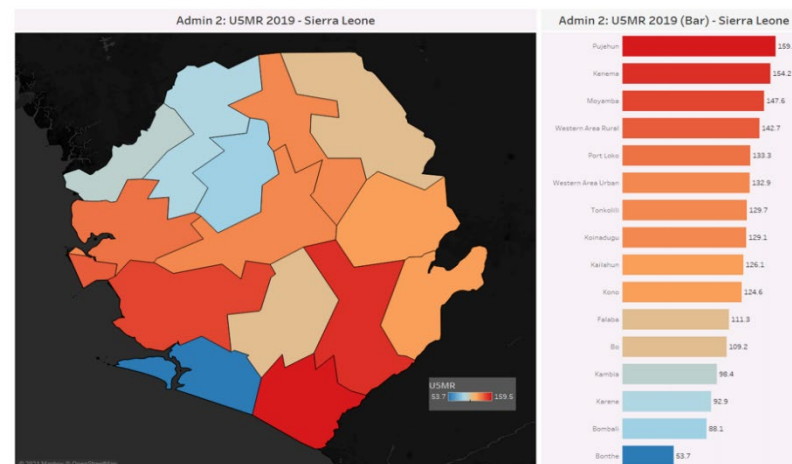 Admin 2: U5MR 2019 - Sierra Leone
U5MR
53.7 159.5
Admin 2: U5MR 2019 (Bar) - Sierra Leone
Pujehun 159.
Kenema 154.2
Moyamba 147.6
Western Area Rural 142.7
Port Loko 133.3
Western Area Urban 132.9
Tonkolili 129.7
Koinadugu 129.1
Kailahun 126.1
Kono 124.6
Falaba 111.3
Bo 109.2
Kambia 98.4
Karene 92.9
Bombali 88.1
Bonthe 53.7